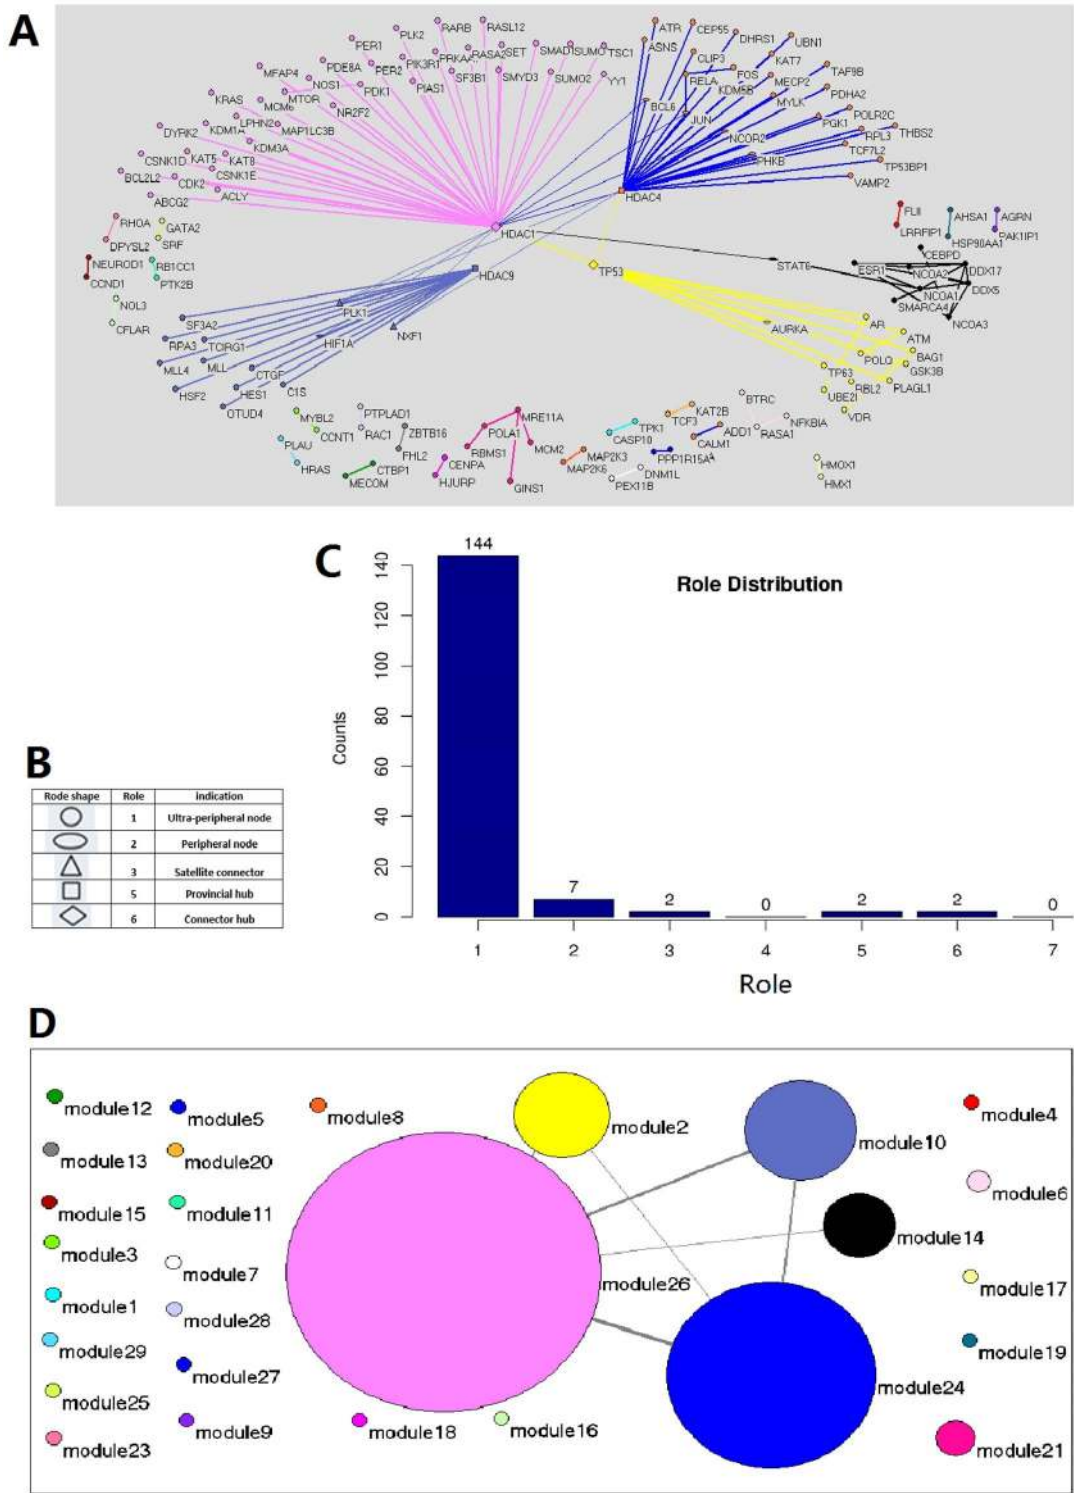 A
RARB
RASL12
PLK2
PER1
PRKAA
RASA2
SET
SMAD1
SUMO
TSC1
PDE8A
PER2
PIK3R1
SF3B1
SMYD3
SUMO2
YY1
MFAP4
NOS1
PDK1
PIAS1
MTOR
NR2F2
KRAS
MCM6
LPHN2
MAP1LC3B
DYRK2
KDM1A
KDM3A
CSNK1D
KAT5
KAT8
BCL2L2
CDK2
CSNK1E
ABCG2
ACLY
ATR
CEP55
ASNS
DHRS1
UBN1
CLIP3
KAT7
RELA
FOS
TAF9B
KDM5B
MECP2
PDHA2
BCL6
MYLK
JUN
PGK1
POLR2C
NCOR2
RPL3
THBS2
TCF7L2
PHKB
TP53BP1
VAMP2
HDAC4
HDAC1
HDAC9
TP53
STAT6
RHOA
GATA2
DPYSL2
SRF
NEUROD1
RB1CC1
CCND1
PTK2B
NOL3
CFLAR
FLII
AHSA1
AGRN
LRRFIP1
HSP90AA1
PAK1IP1
CEBPD
ESR1
NCOA2
DDX17
NCOA1
DDX5
SMARCA4
NCOA3
PLK1
SF3A2
NXF1
HIF1A
RPA3
TCIRG1
MLL4
MLL
CTGF
HSF2
HES1
C1S
OTUD4
AURKA
AR
ATM
POLQ
BAG1
GSK3B
TP63
RBL2
PLAGL1
UBE2I
VDR
MYBL2
PTPLAD1
CCNT1
RAC1
ZBTB16
PLAU
FHL2
HRAS
CTBP1
MECOM
CENPA
HJURP
MRE11A
POLA1
RBMS1
MCM2
GINS1
MAP2K3
MAP2K6
TPK1
CASP10
KAT2B
TCF3
ADD1
CALM1
PPP1R15A
DNM1L
PEX11B
BTRC
NFKBIA
RASA1
HMOX1
HMX1
B
Rode shape Role indication
1 Ultra-peripheral node
2 Peripheral node
3 Satellite connector
5 Provincial hub
6 Connector hub
C
Role Distribution
Counts
140
120
100
80
60
40
20
0
144 7 2 0 2 2 0
1 2 3 4 5 6 7
Role
D
module12
module5
module8
module2
module10
module4
module13
module20
module6
module15
module11
module14
module3
module7
module26
module17
module1
module28
module29
module19
module27
module24
module25
module9
module18
module16
module23
module21